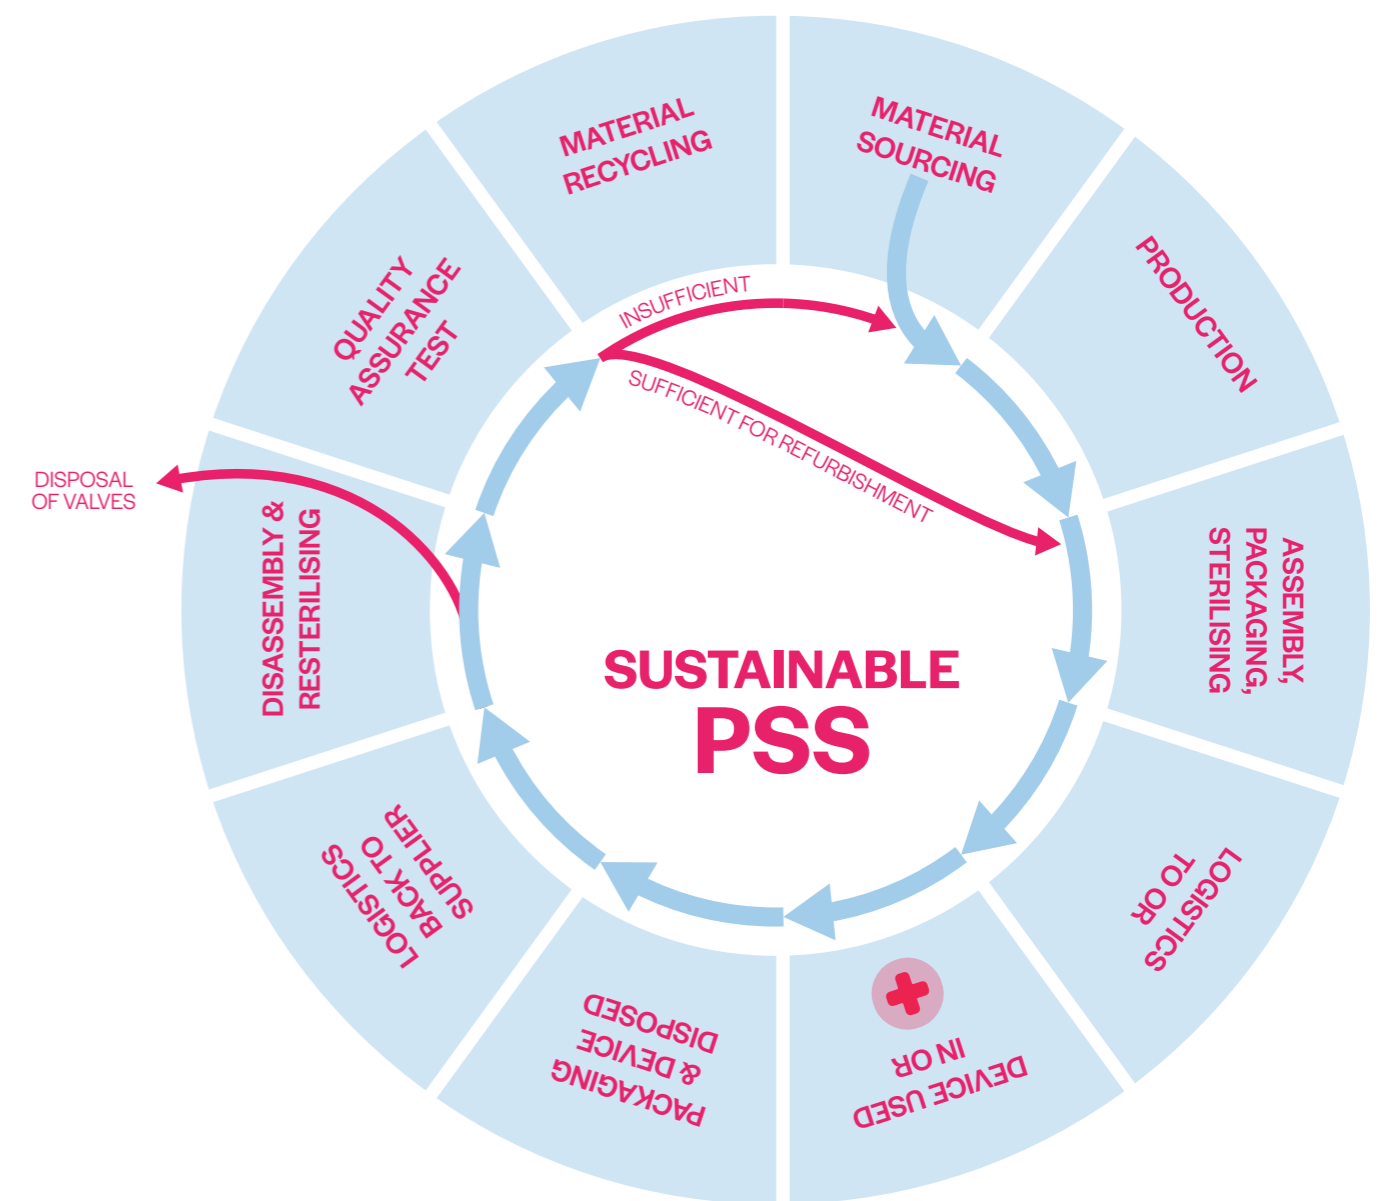 MATERIAL
SOURCING
PRODUCTION
ASSEMBLY,
PACKAGING,
STERILISING
LOGISTICS
TO OR
DEVICE USED
IN OR
PACKAGING
& DEVICE
DISPOSED
LOGISTICS
BACK TO
SUPPLIER
DISASSEMBLY &
RESTERILISING
DISPOSAL
OF VALVES
QUALITY
ASSURANCE
TEST
MATERIAL
RECYCLING
INSUFFICIENT
SUFFICIENT FOR REFURBISHMENT
SUSTAINABLE
PSS